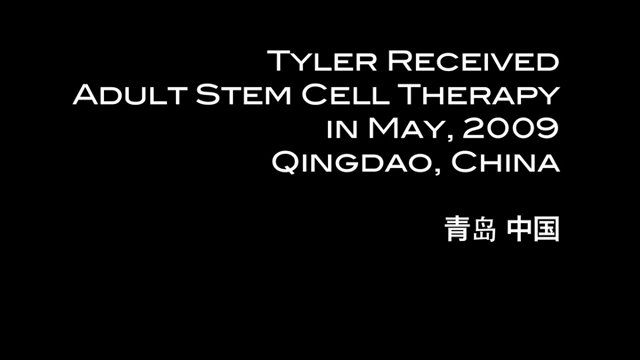 Tyler Received
Adult Stem Cell Therapy
in May, 2009
Qingdao, China
青岛 中国